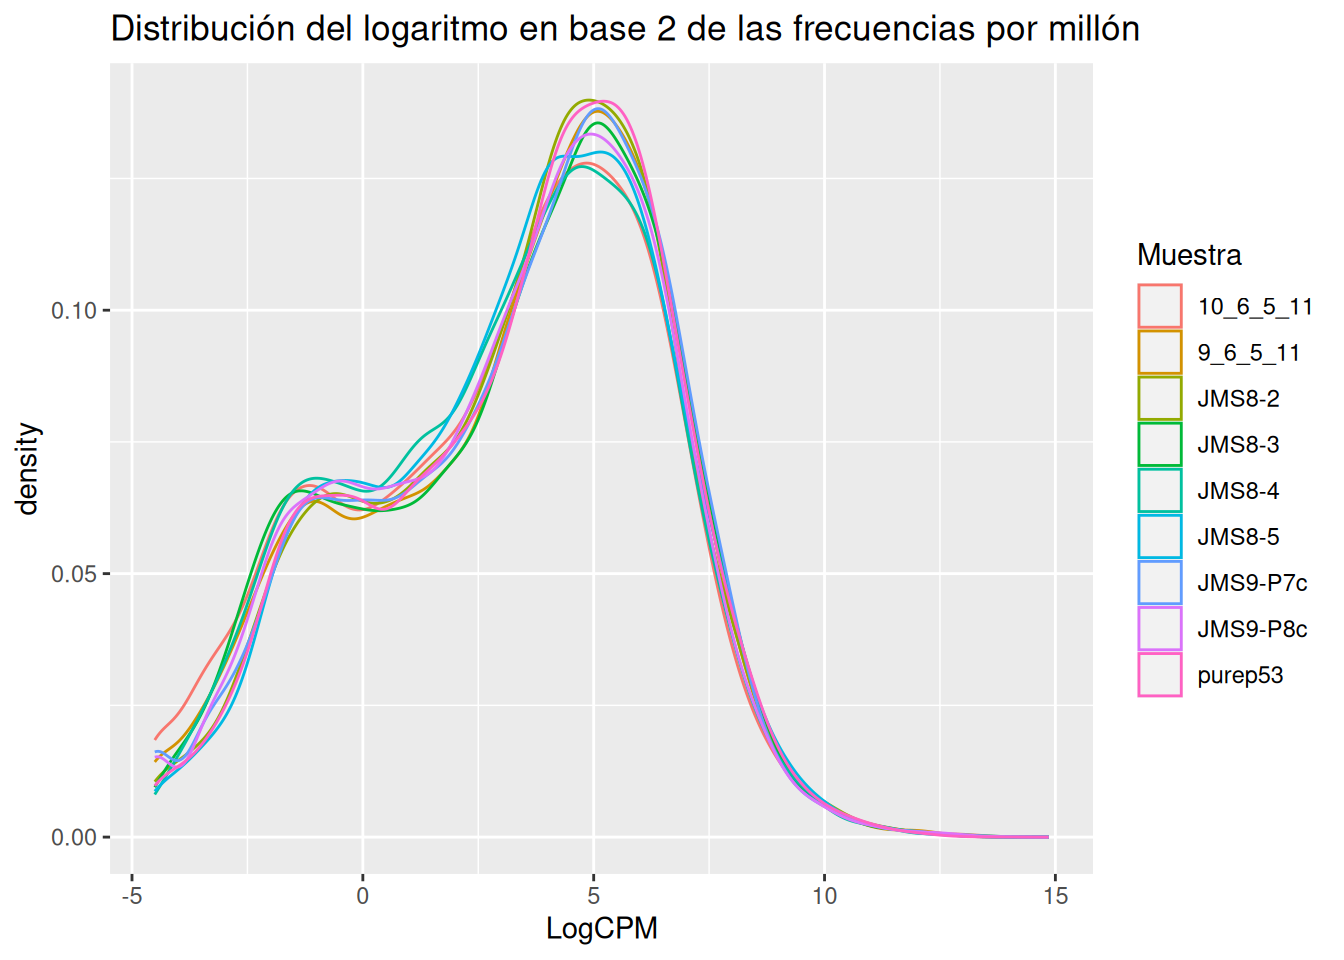 Distribución del logaritmo en base 2 de las frecuencias por millón
density
0.10
0.05
0.00
-5
0
5
10
15
LogCPM
Muestra
10_6_5_11
9_6_5_11
JMS8-2
JMS8-3
JMS8-4
JMS8-5
JMS9-P7c
JMS9-P8c
purep53